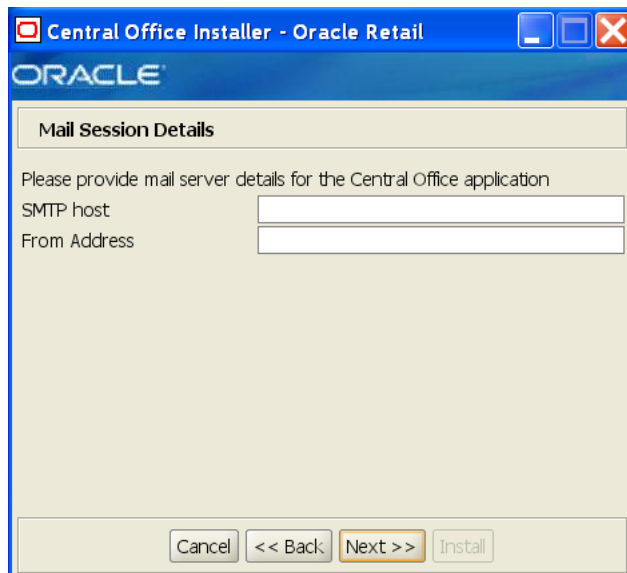 Central Office Installer - Oracle Retail
ORACLE
Mail Session Details
Please provide mail server details for the Central Office application
SMTP host
From Address
Cancel << Back Next >> Install